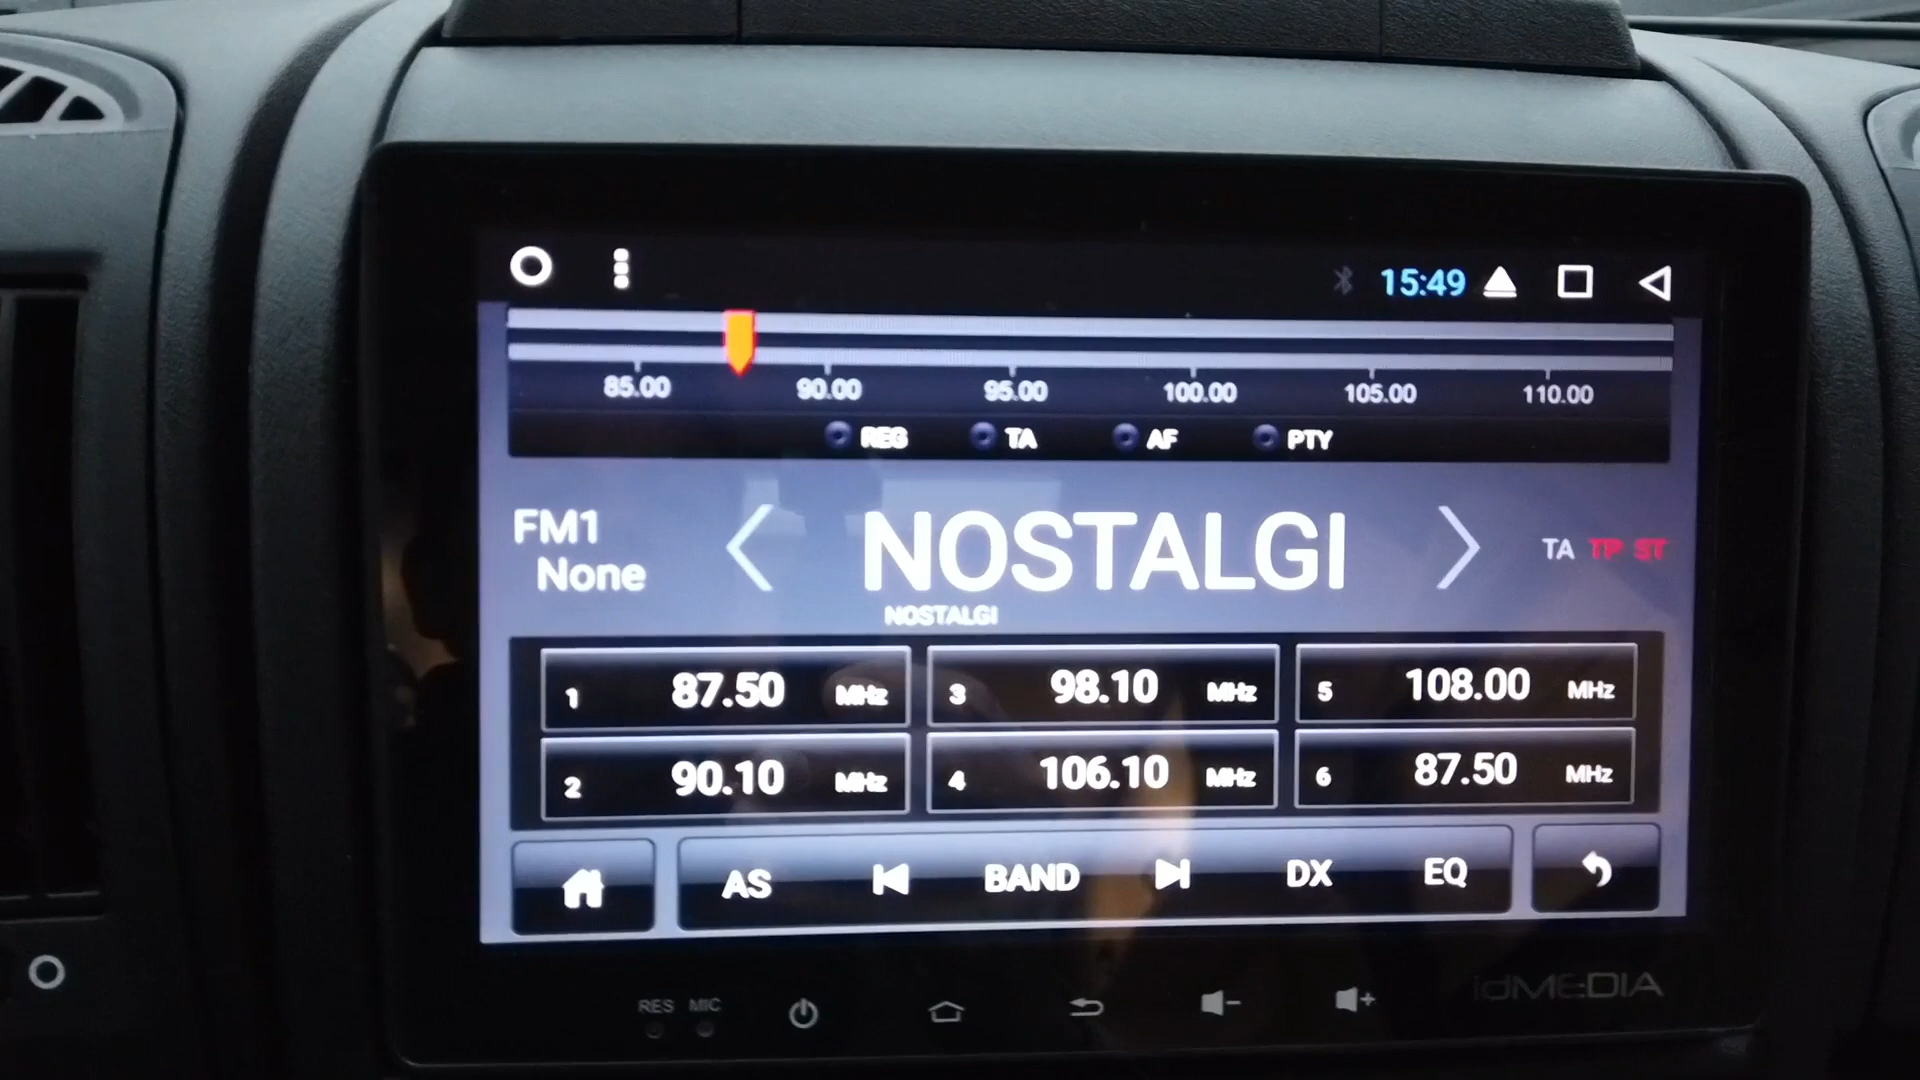 15:49
85.00 90.00 95.00 100.00 105.00 110.00
REG TA AF PTY
FM1
None
NOSTALGI
TA TP ST
NOSTALGI
1 87.50 MHz 3 98.10 MHz 5 108.00 MHz
2 90.10 MHz 4 106.10 MHz 6 87.50 MHz
AS BAND DX EQ
RES MIC
idMEDIA